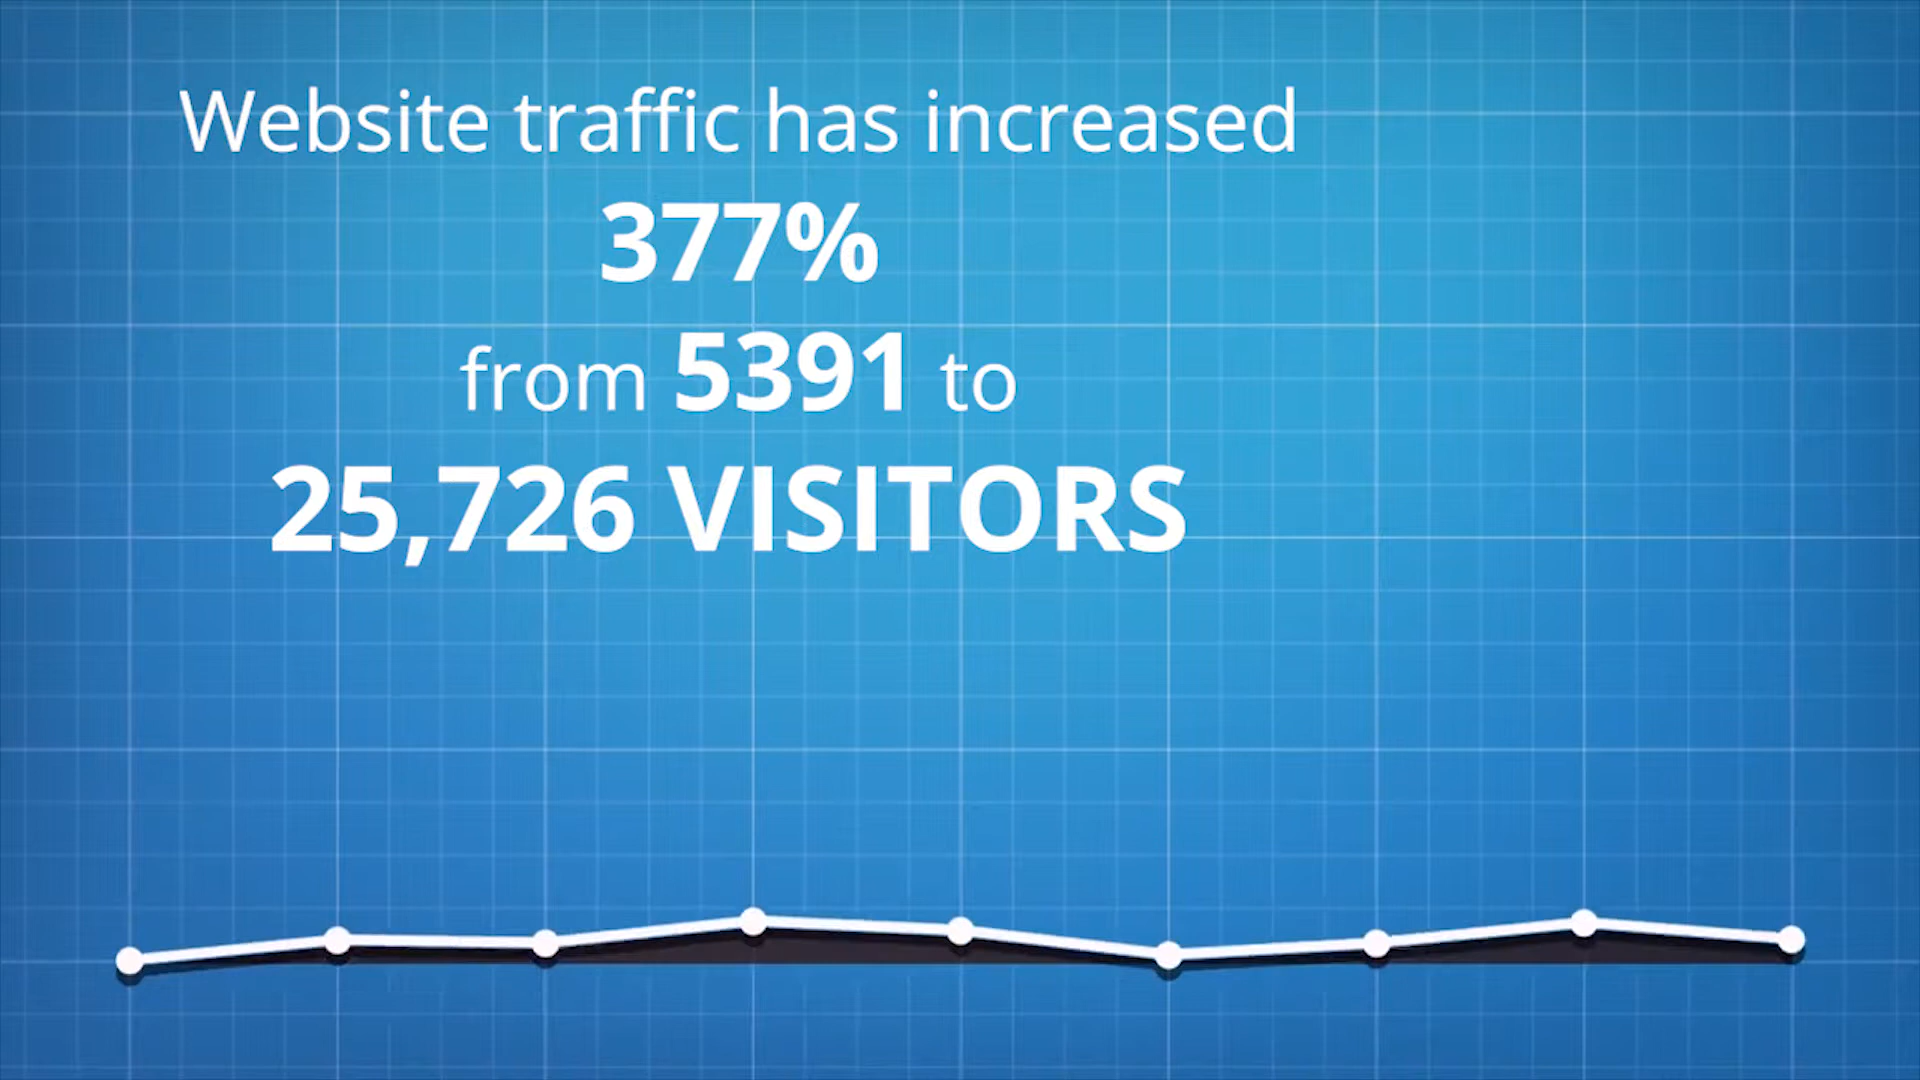 Website traffic has increased
377%
from 5391 to
25,726 VISITORS